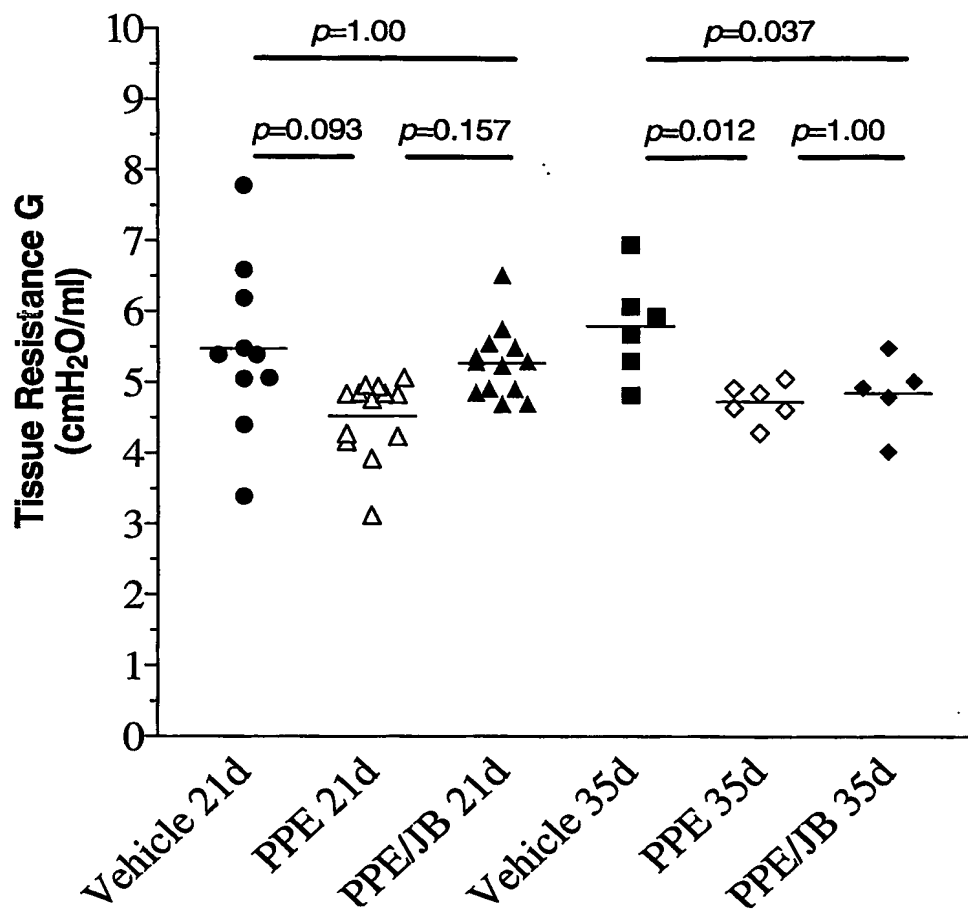 10
9
8
7
6
5
4
3
2
1
0
Tissue Resistance G
(cmH₂O/ml)
p=1.00
p=0.037
p=0.093
p=0.157
p=0.012
p=1.00
Vehicle 21d
PPE 21d
PPE/JB 21d
Vehicle 35d
PPE 35d
PPE/JB 35d